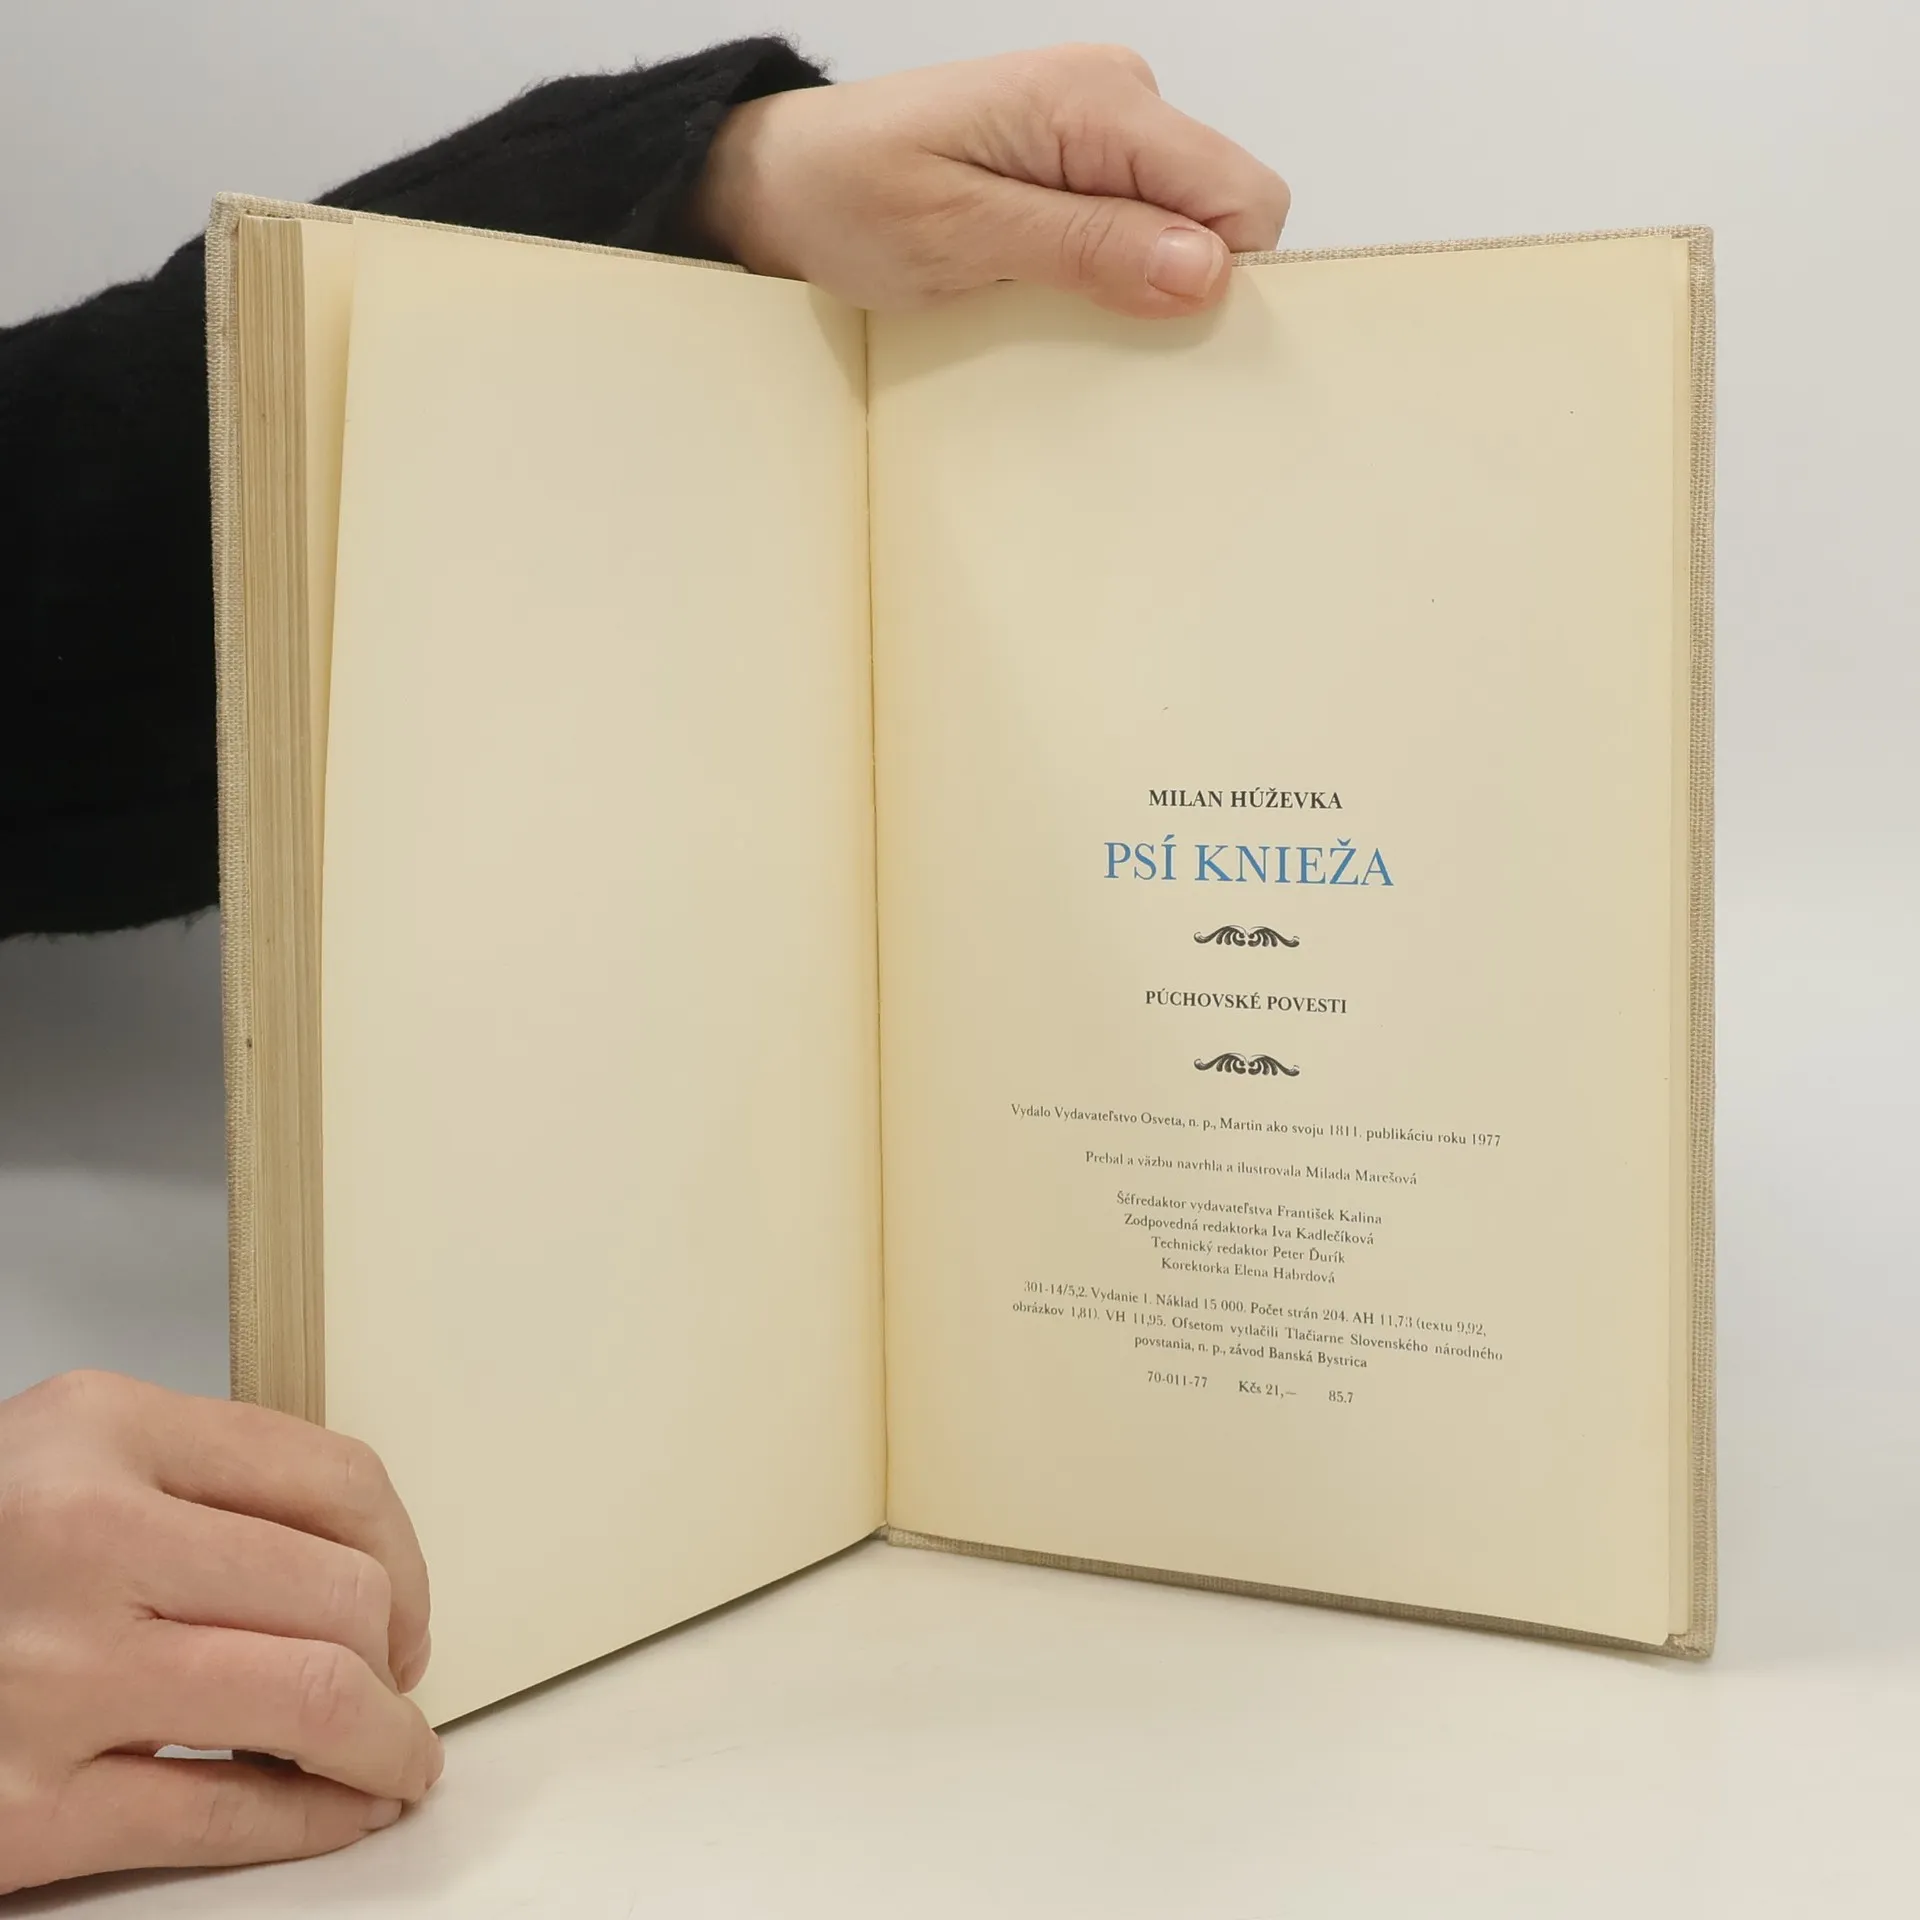 MILAN HÚŽEVKA
PSÍ KNIEŽA
PÚCHOVSKÉ POVESTI
Vydalo Vydavateľstvo Osveta, n. p., Martin ako svoju 1811. publikáciu roku 1977
Prebal a väzbu navrhla a ilustrovala Milada Marešová
Šéfredaktor vydavateľstva František Kalina
Zodpovedná redaktorka Iva Kadlečíková
Technický redaktor Peter Ďurík
Korektorka Elena Habrdová
301-14/5,2. Vydanie 1. Náklad 15 000. Počet strán 204. AH 11,73 (textu 9,92,
obrázkov 1,81). VH 11,95. Ofsetom vytlačili Tlačiarne Slovenského národného
povstania, n. p., závod Banská Bystrica
70-011-77 Kčs 21,— 85.7